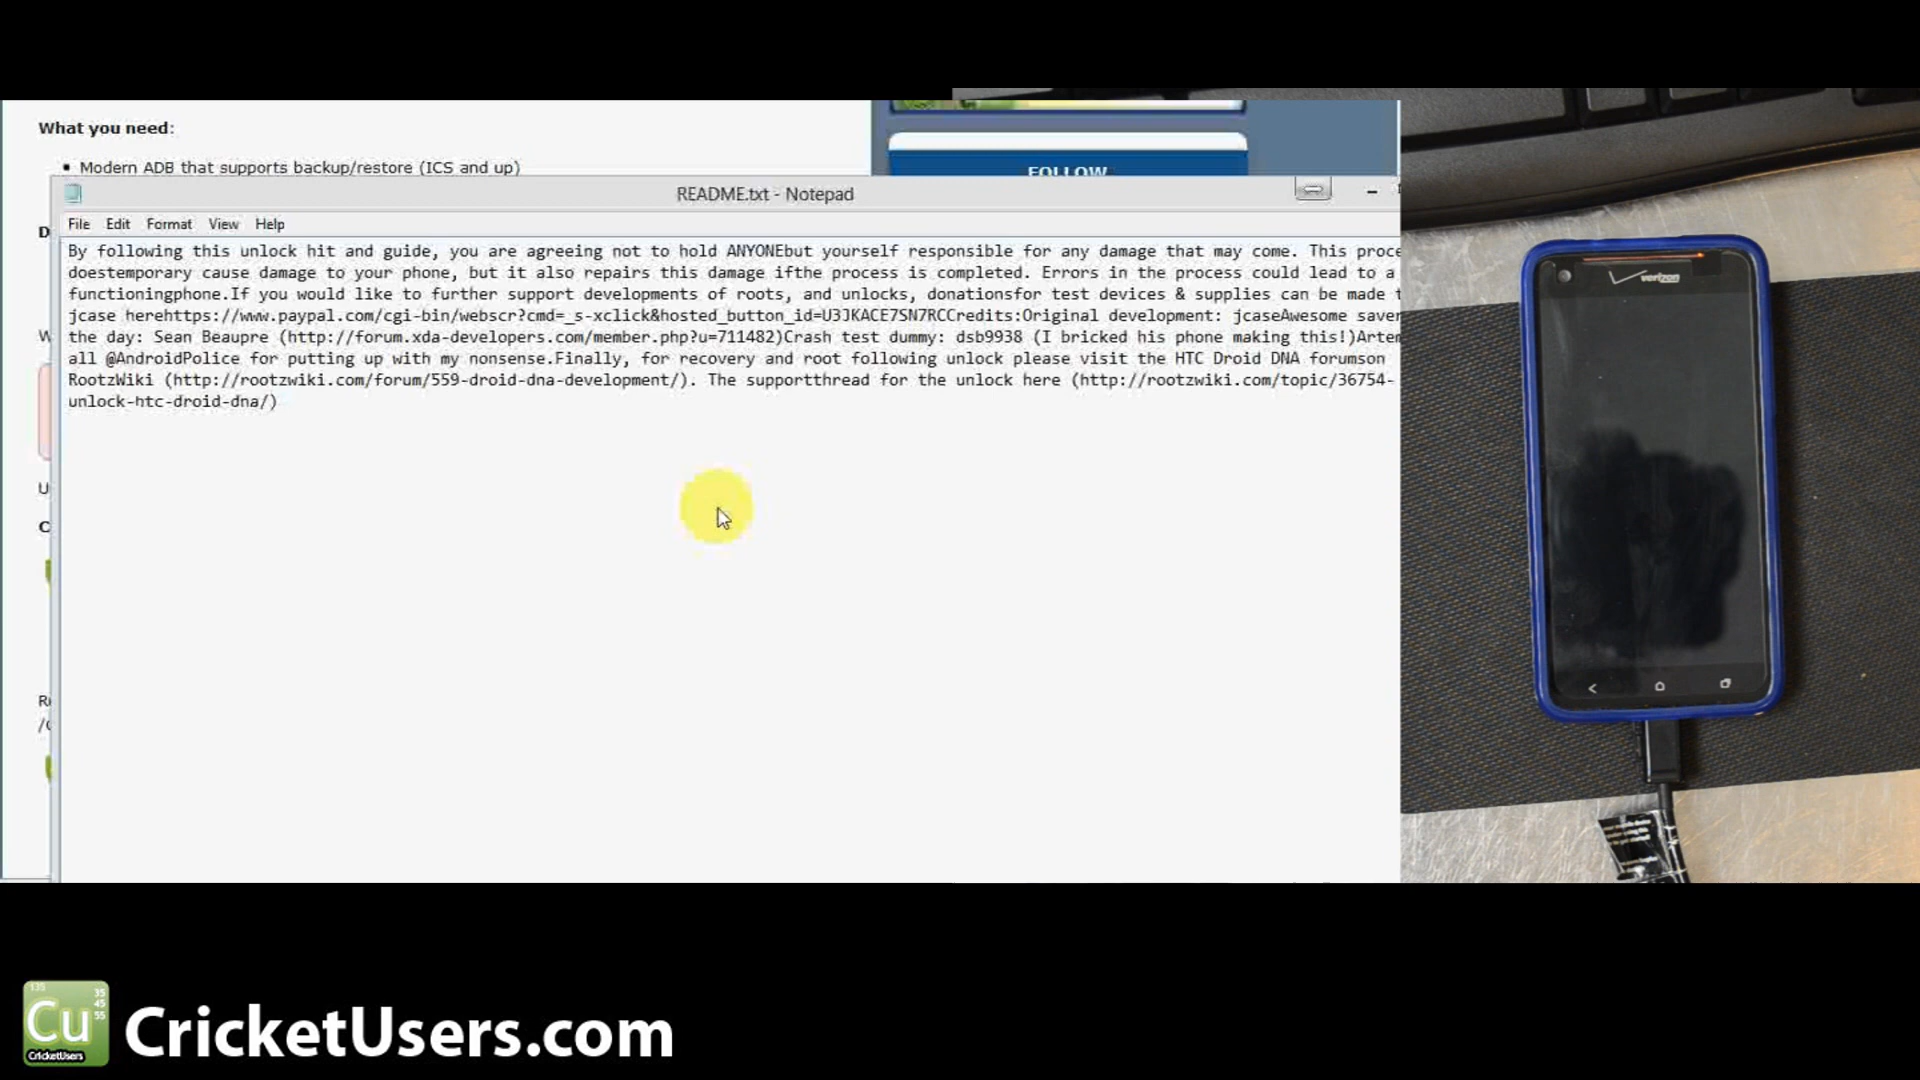 What you need:
Modern ADB that supports backup/restore (ICS and up)
FOLLOW
README.txt - Notepad
File Edit Format View Help
By following this unlock hit and guide, you are agreeing not to hold ANYONEbut yourself responsible for any damage that may come. This proce
doestemporary cause damage to your phone, but it also repairs this damage ifthe process is completed. Errors in the process could lead to a
functioningphone.If you would like to further support developments of roots, and unlocks, donationsfor test devices & supplies can be made t
jcase herehttps://www.paypal.com/cgi-bin/webscr?cmd=_s-xclick&hosted_button_id=U3JKACE7SN7RCCredits:Original development: jcaseAwesome saver
the day: Sean Beaupre (http://forum.xda-developers.com/member.php?u=711482)Crash test dummy: dsb9938 (I bricked his phone making this!)Artem
all @AndroidPolice for putting up with my nonsense.Finally, for recovery and root following unlock please visit the HTC Droid DNA forumson
RootzWiki (http://rootzwiki.com/forum/559-droid-dna-development/). The supportthread for the unlock here (http://rootzwiki.com/topic/36754-
unlock-htc-droid-dna/)
verizon
135
35
45
55
Cu
CricketUsers
CricketUsers.com